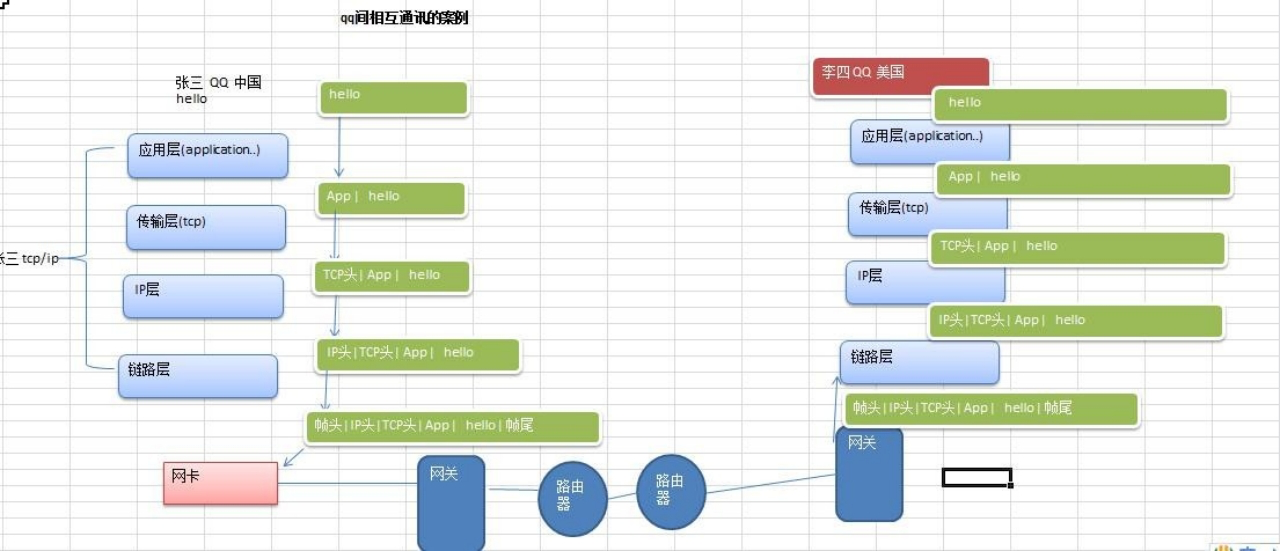 qq间相互通讯的案例
张三 QQ 中国
hello
hello
应用层(application..)
App | hello
传输层(tcp)
三 tcp/ip
TCP头 | App | hello
IP层
IP头 | TCP头 | App | hello
链路层
帧头 | IP头 | TCP头 | App | hello | 帧尾
网卡
网关
路由
器
路由
器
李四 QQ 美国
hello
应用层(application..)
App | hello
传输层(tcp)
TCP头 | App | hello
IP层
IP头 | TCP头 | App | hello
链路层
帧头 | IP头 | TCP头 | App | hello | 帧尾
网关